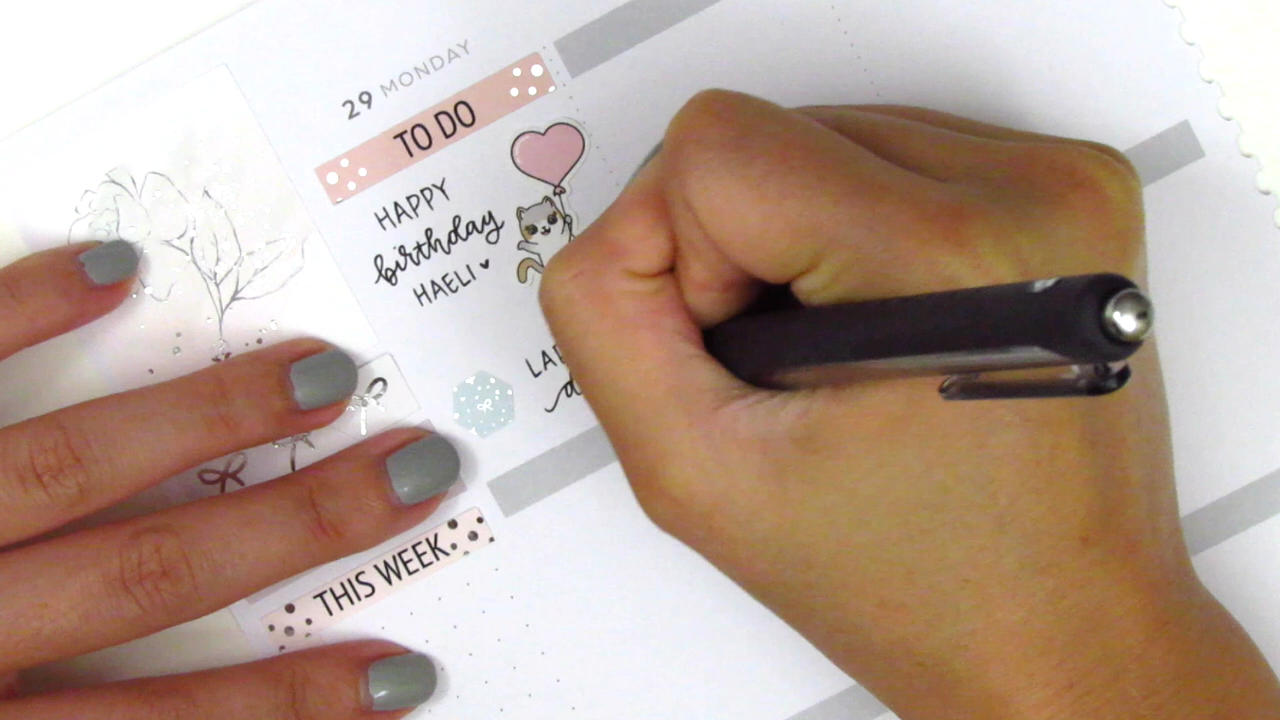 29 MONDAY
TO DO
HAPPY
birthday
HAELI
THIS WEEK